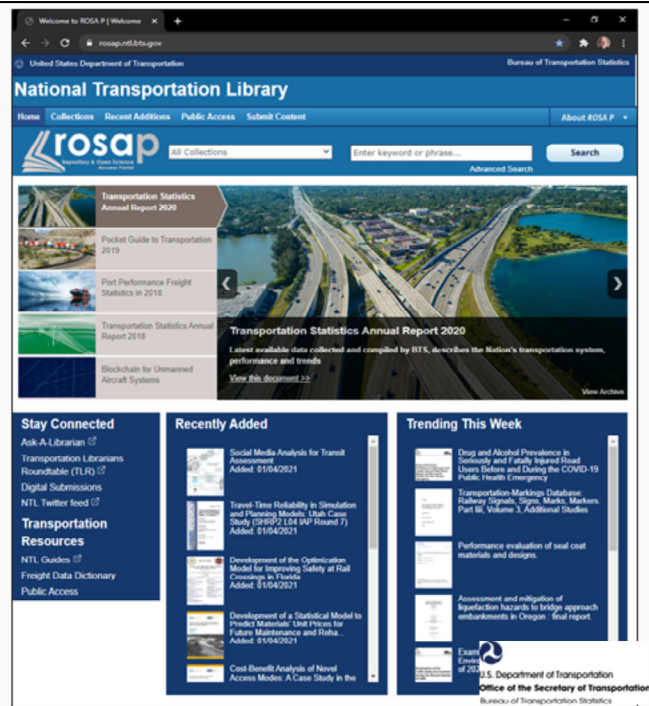 Welcome to ROSA P | Welcome
rosap.ntl.bts.gov
United States Department of Transportation
Bureau of Transportation Statistics
National Transportation Library
Home Collections Recent Additions Public Access Submit Content
About ROSA P
rosap
Repository & Open Science
Access Portal
All Collections
Enter keyword or phrase...
Search
Advanced Search
Transportation Statistics
Annual Report 2020
Pocket Guide to Transportation
2019
Port Performance Freight
Statistics in 2018
Transportation Statistics Annual
Report 2018
Blockchain for Unmanned
Aircraft Systems
Transportation Statistics Annual Report 2020
Latest available data collected and compiled by BTS, describes the Nation's transportation system,
performance and trends
View this document >>
View Archive
Stay Connected
Ask-A-Librarian
Transportation Librarians
Roundtable (TLR)
Digital Submissions
NTL Twitter feed
Transportation
Resources
NTL Guides
Freight Data Dictionary
Public Access
Recently Added
Social Media Analysis for Transit
Assessment
Added: 01/04/2021
Travel-Time Reliability in Simulation
and Planning Models: Utah Case
Study (SHRP2 L04 IAP Round 7)
Added: 01/04/2021
Development of the Optimization
Model for Improving Safety at Rail
Crossings in Florida
Added: 01/04/2021
Development of a Statistical Model to
Predict Materials' Unit Prices for
Future Maintenance and Reha...
Added: 01/04/2021
Cost-Benefit Analysis of Novel
Access Modes: A Case Study in the
Trending This Week
Drug and Alcohol Prevalence in
Seriously and Fatally Injured Road
Users Before and During the COVID-19
Public Health Emergency
Transportation-Markings Database:
Railway Signals, Signs, Marks, Markers.
Part Iiii, Volume 3, Additional Studies
Performance evaluation of seal coat
materials and designs.
Assessment and mitigation of
liquefaction hazards to bridge approach
embankments in Oregon : final report.
U.S. Department of Transportation
Office of the Secretary of Transportation
Bureau of Transportation Statistics